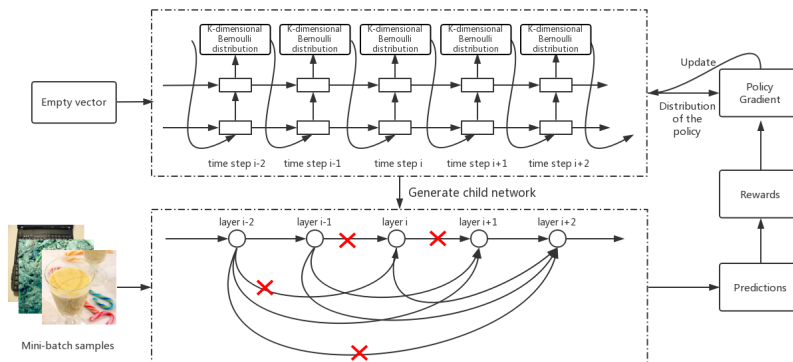 K-dimensional
Bernoulli
distribution
K-dimensional
Bernoulli
distribution
K-dimensional
Bernoulli
distribution
K-dimensional
Bernoulli
distribution
K-dimensional
Bernoulli
distribution
Empty vector
Update
Policy
Gradient
Distribution
of the
policy
time step i-2
time step i-1
time step i
time step i+1
time step i+2
Generate child network
Rewards
layer i-2
layer i-1
layer i
layer i+1
layer i+2
Predictions
Mini-batch samples